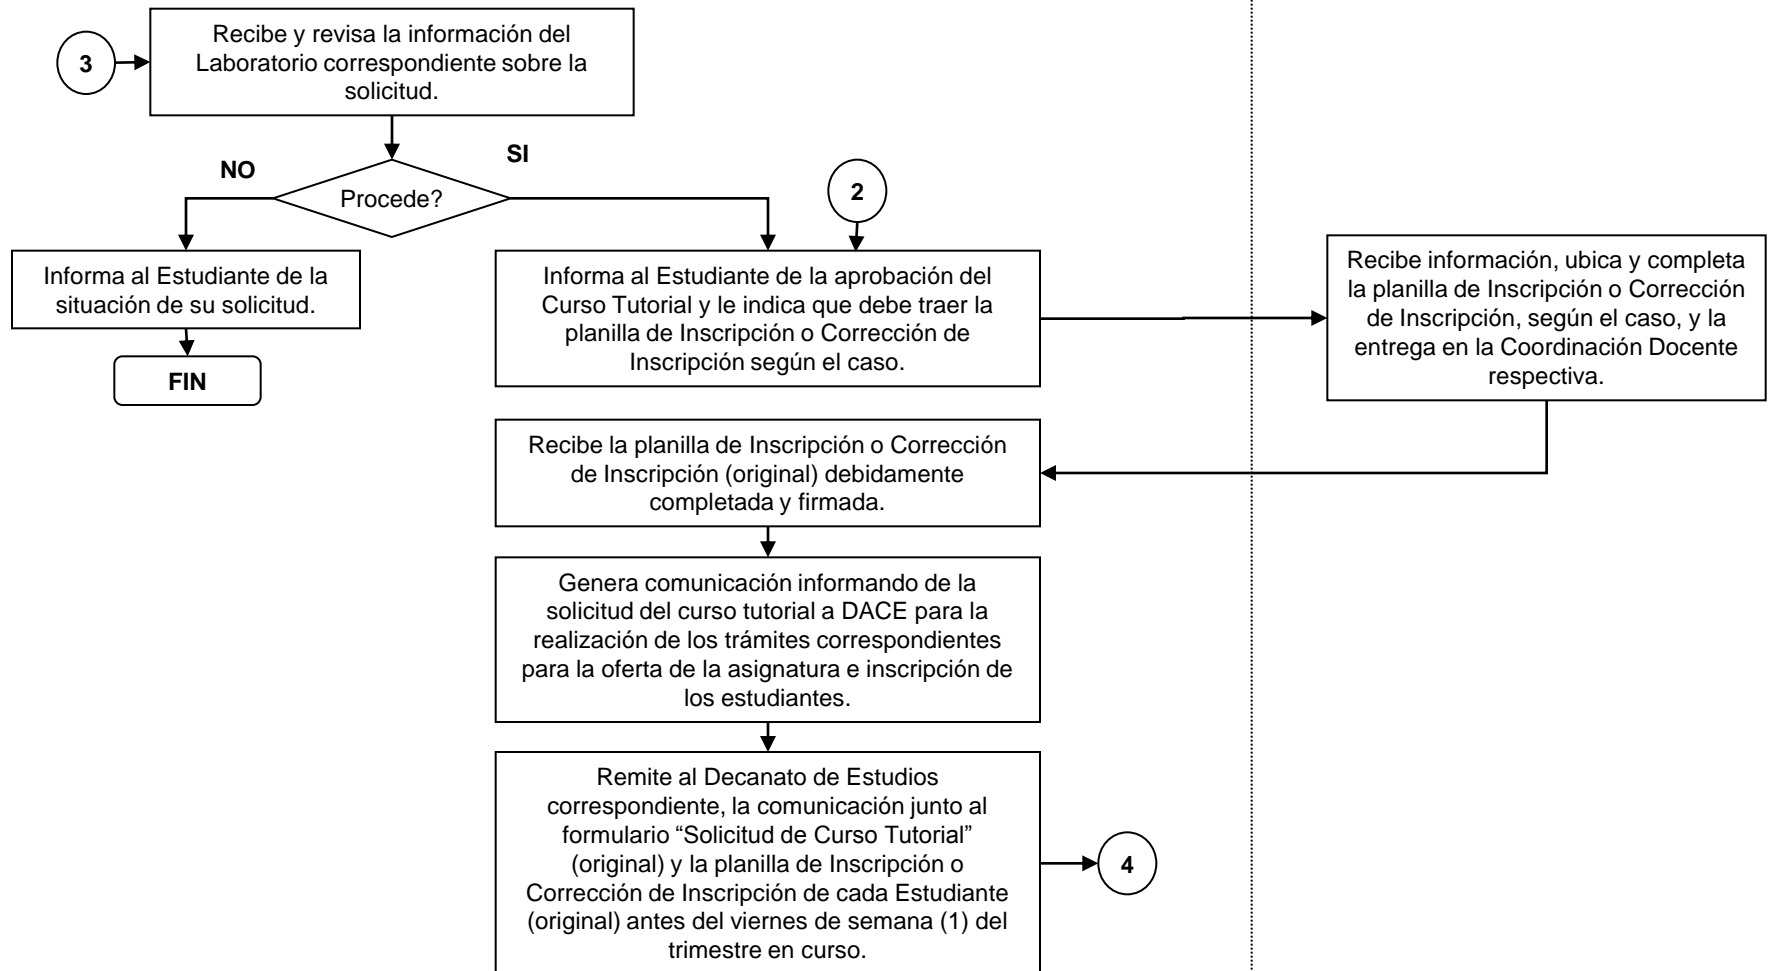 Recibe y revisa la información del
Laboratorio correspondiente sobre la
solicitud.
3
NO
SI
Procede?
2
Informa al Estudiante de la
situación de su solicitud.
FIN
Informa al Estudiante de la aprobación del
Curso Tutorial y le indica que debe traer la
planilla de Inscripción o Corrección de
Inscripción según el caso.
Recibe información, ubica y completa
la planilla de Inscripción o Corrección
de Inscripción, según el caso, y la
entrega en la Coordinación Docente
respectiva.
Recibe la planilla de Inscripción o Corrección
de Inscripción (original) debidamente
completada y firmada.
Genera comunicación informando de la
solicitud del curso tutorial a DACE para la
realización de los trámites correspondientes
para la oferta de la asignatura e inscripción de
los estudiantes.
Remite al Decanato de Estudios
correspondiente, la comunicación junto al
formulario “Solicitud de Curso Tutorial”
(original) y la planilla de Inscripción o
Corrección de Inscripción de cada Estudiante
(original) antes del viernes de semana (1) del
trimestre en curso.
4